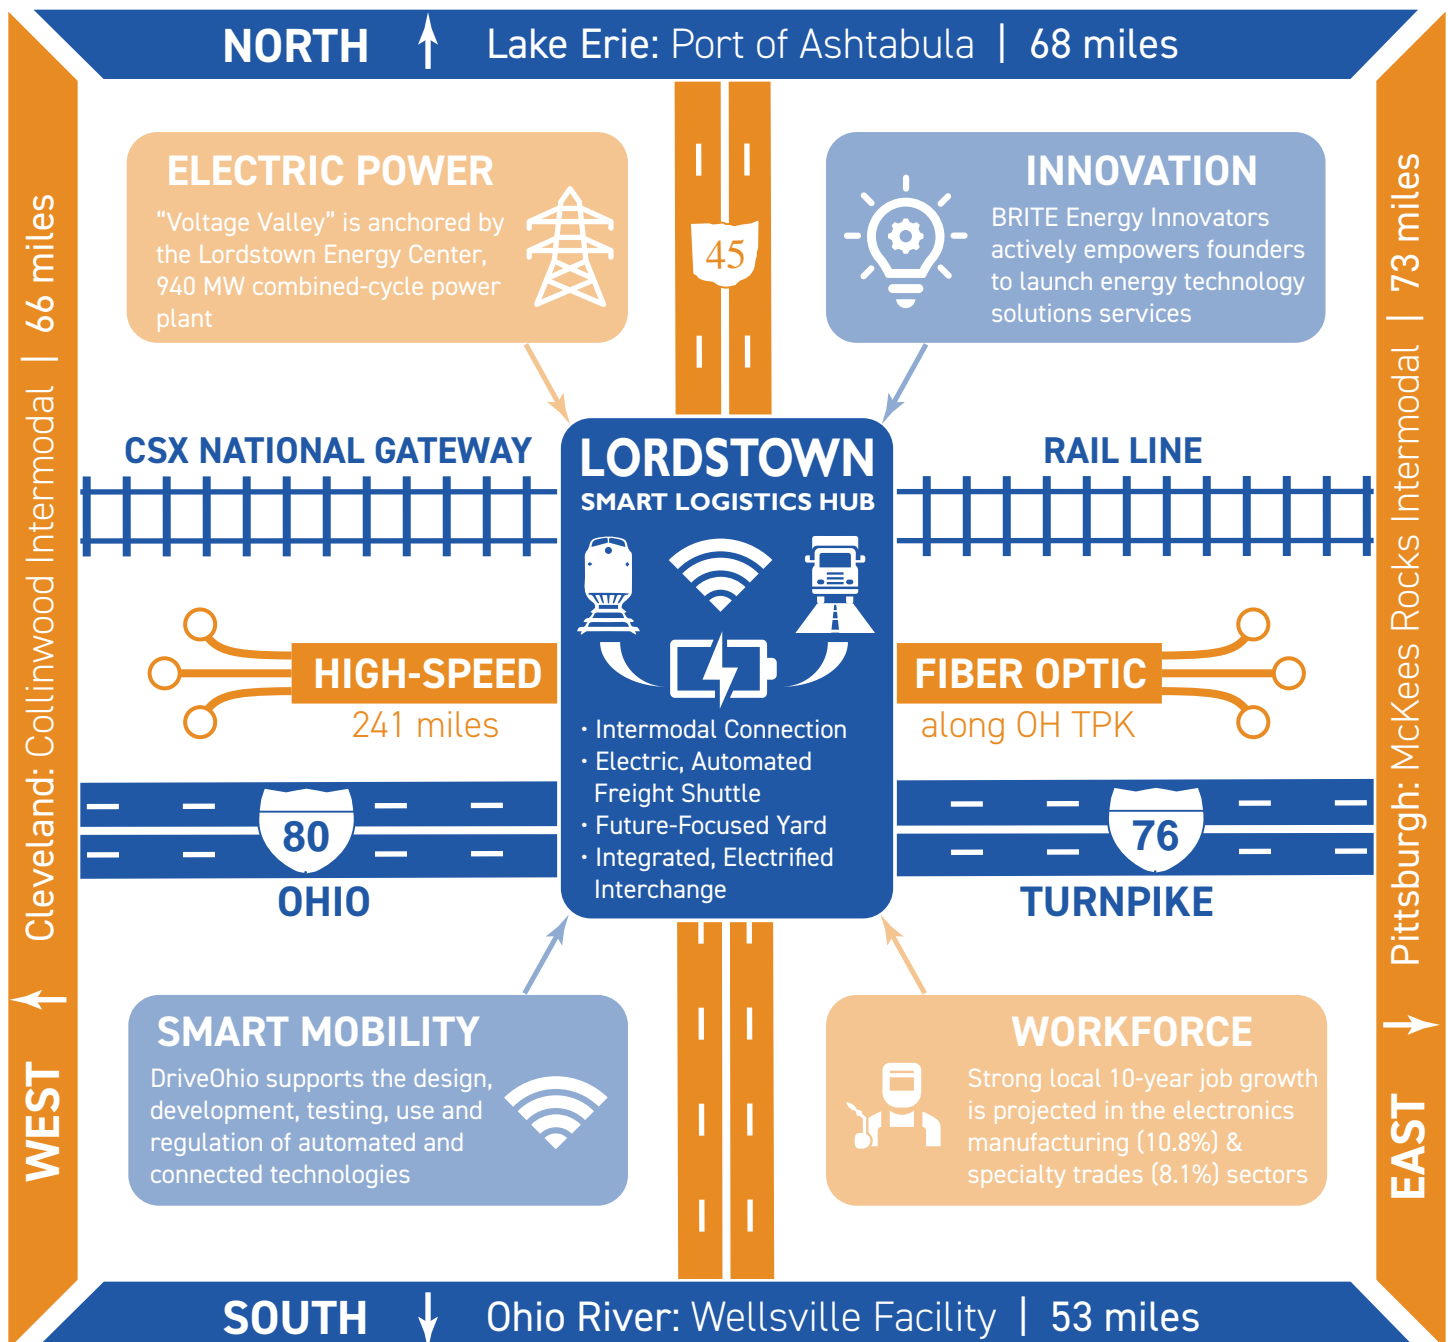 NORTH Lake Erie: Port of Ashtabula | 68 miles
WEST Cleveland: Collinwood Intermodal | 66 miles
ELECTRIC POWER
“Voltage Valley” is anchored by
the Lordstown Energy Center,
940 MW combined-cycle power
plant
45
INNOVATION
BRITE Energy Innovators
actively empowers founders
to launch energy technology
solutions services
EAST Pittsburgh: McKees Rocks Intermodal | 73 miles
CSX NATIONAL GATEWAY
RAIL LINE
LORDSTOWN
SMART LOGISTICS HUB
HIGH-SPEED
241 miles
FIBER OPTIC
along OH TPK
· Intermodal Connection
· Electric, Automated
Freight Shuttle
· Future-Focused Yard
· Integrated, Electrified
Interchange
80
OHIO
76
TURNPIKE
SMART MOBILITY
DriveOhio supports the design,
development, testing, use and
regulation of automated and
connected technologies
WORKFORCE
Strong local 10-year job growth
is projected in the electronics
manufacturing (10.8%) &
specialty trades (8.1%) sectors
SOUTH Ohio River: Wellsville Facility | 53 miles